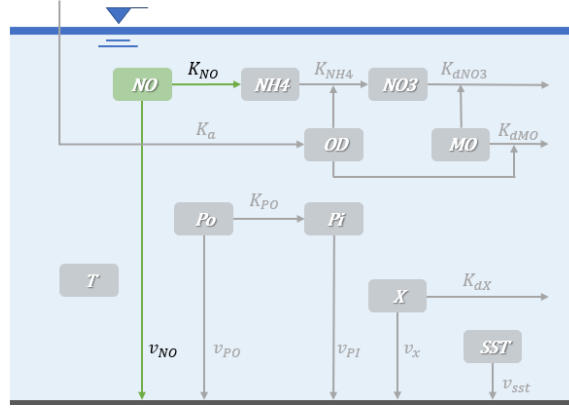 K_NO K_NH4 K_dNO3
NO NH4 NO3
K_a K_dMO
OD MO
K_PO
Po Pi
T K_dX
X
v_NO v_PO v_PI v_x SST
v_sst